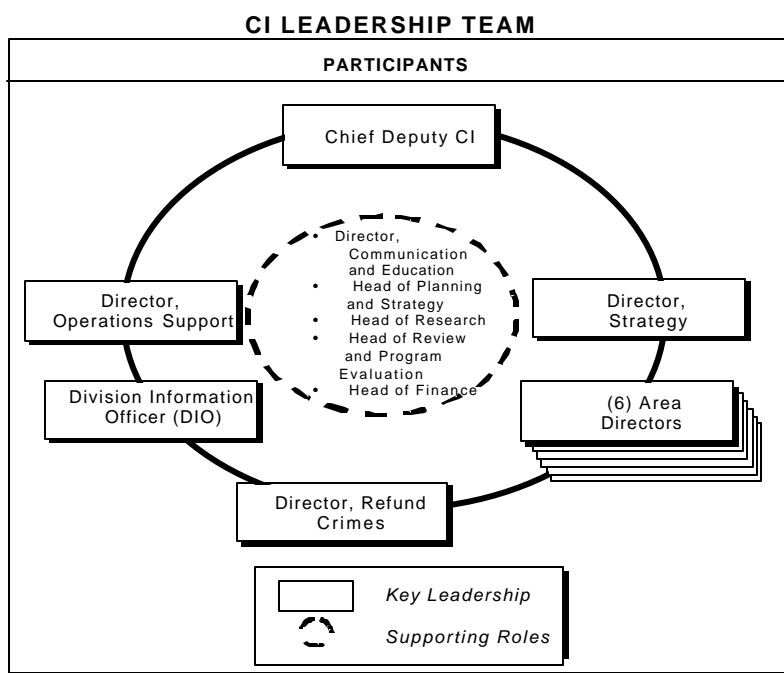 CI LEADERSHIP TEAM
PARTICIPANTS
Chief Deputy CI
• Director,
Communication
and Education
• Head of Planning
and Strategy
• Head of Research
• Head of Review
and Program
Evaluation
• Head of Finance
Director,
Operations Support
Director,
Strategy
Division Information
Officer (DIO)
(6) Area
Directors
Director, Refund
Crimes
Key Leadership
Supporting Roles